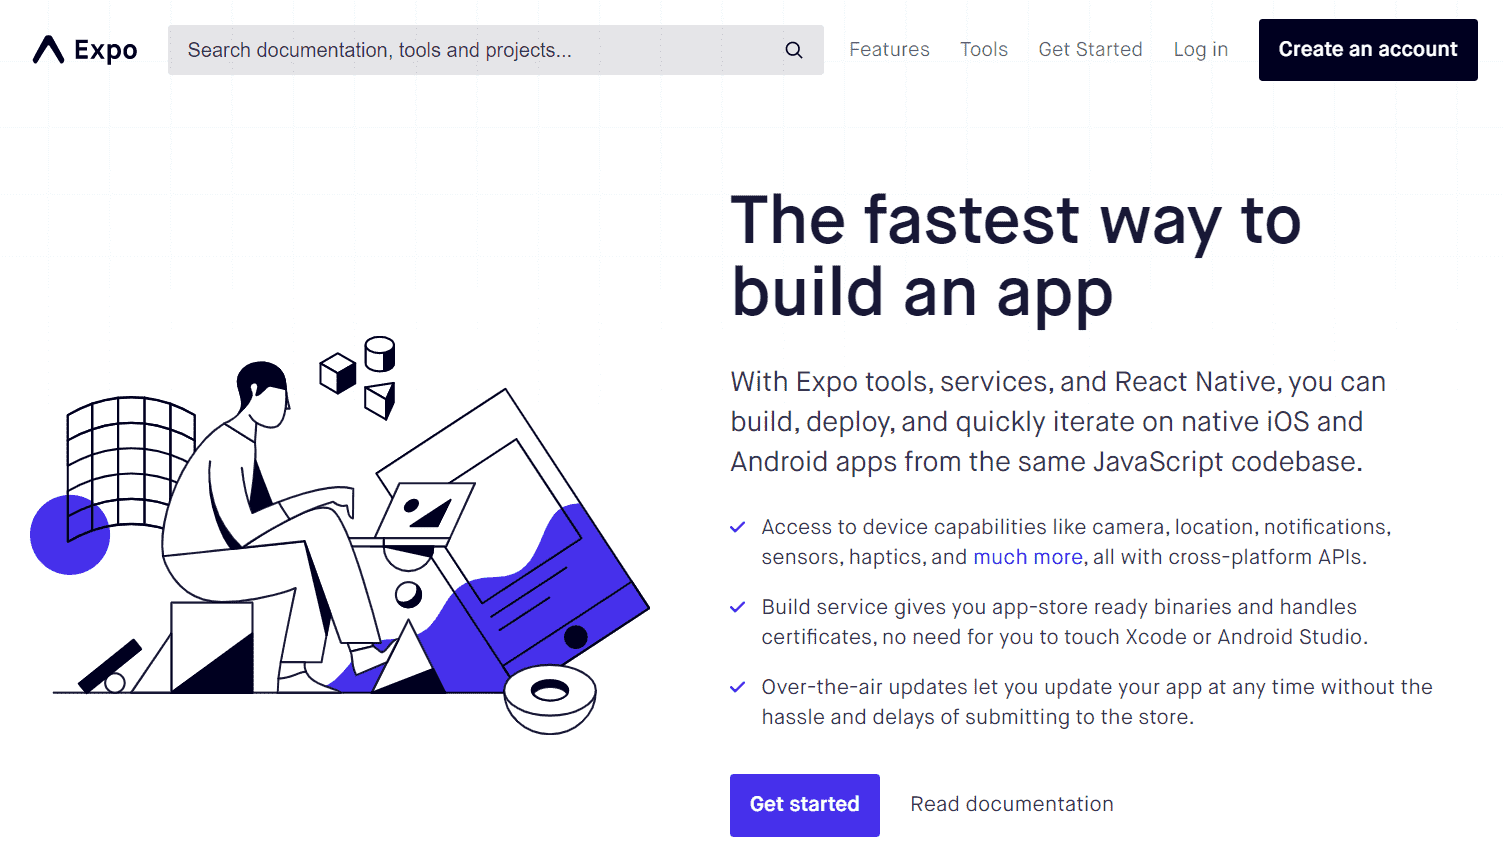 Expo
Search documentation, tools and projects...
Features
Tools
Get Started
Log in
Create an account
The fastest way to
build an app
With Expo tools, services, and React Native, you can
build, deploy, and quickly iterate on native iOS and
Android apps from the same JavaScript codebase.
Access to device capabilities like camera, location, notifications,
sensors, haptics, and much more, all with cross-platform APIs.
Build service gives you app-store ready binaries and handles
certificates, no need for you to touch Xcode or Android Studio.
Over-the-air updates let you update your app at any time without the
hassle and delays of submitting to the store.
Get started
Read documentation